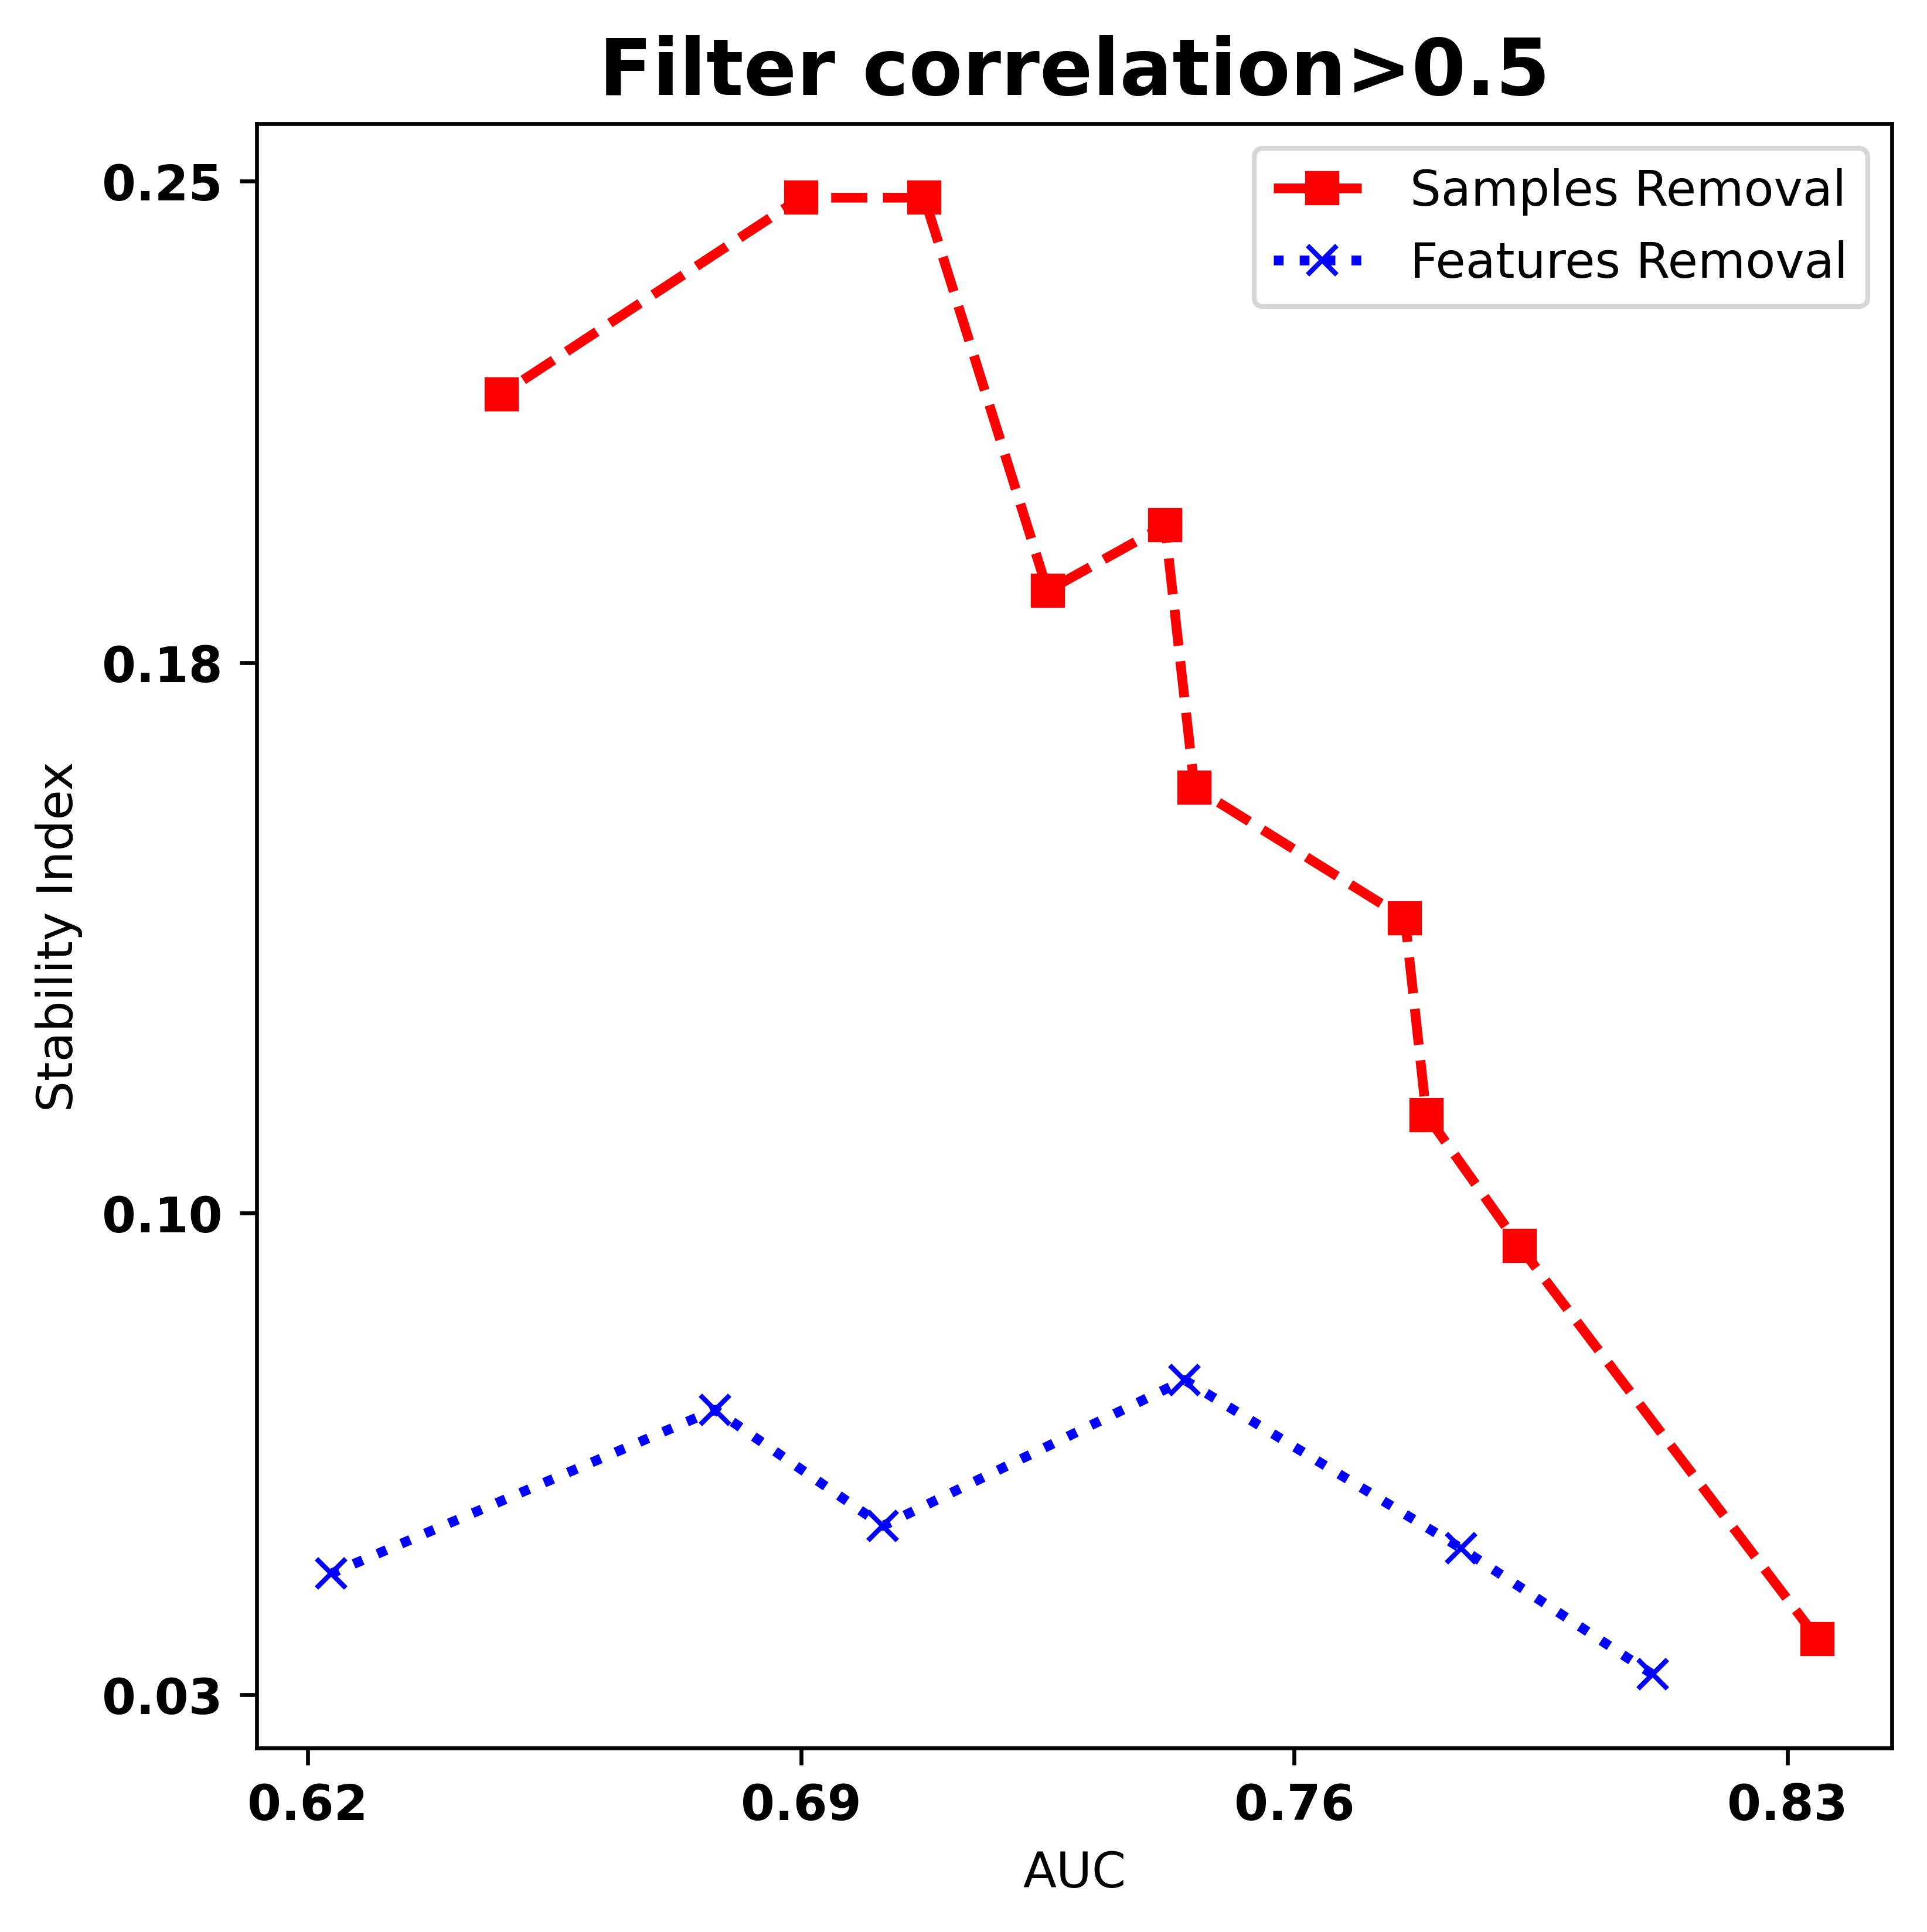 Filter correlation>0.5
Samples Removal
Features Removal
0.25
0.18
0.10
0.03
Stability Index
0.62 0.69 0.76 0.83
AUC